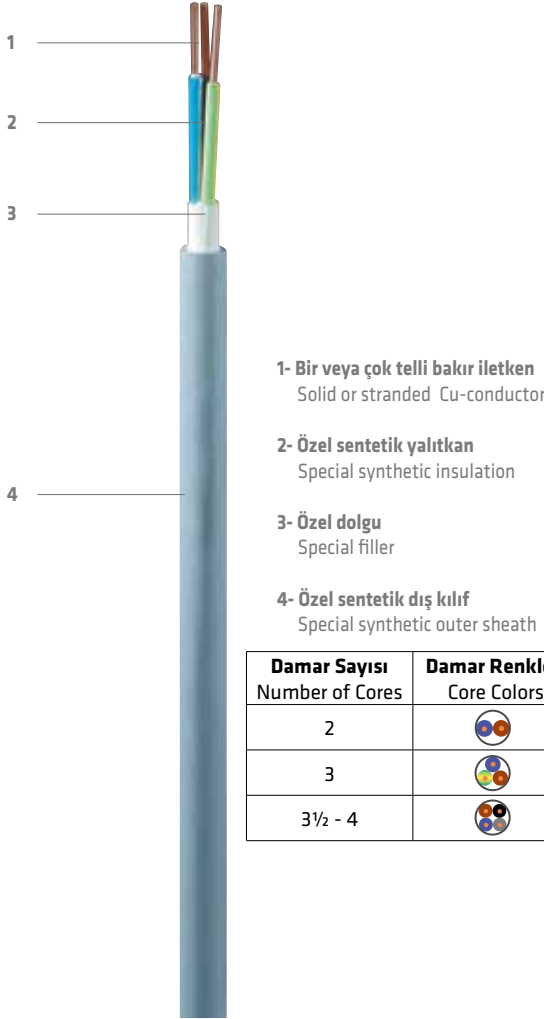 1
2
3
4
1- Bir veya çok telli bakır iletken
Solid or stranded Cu-conductor
2- Özel sentetik yalıtkan
Special synthetic insulation
3- Özel dolgu
Special filler
4- Özel sentetik dış kılıf
Special synthetic outer sheath
Damar Sayısı Damar Renkle
Number of Cores Core Colors
2
3
3½ - 4